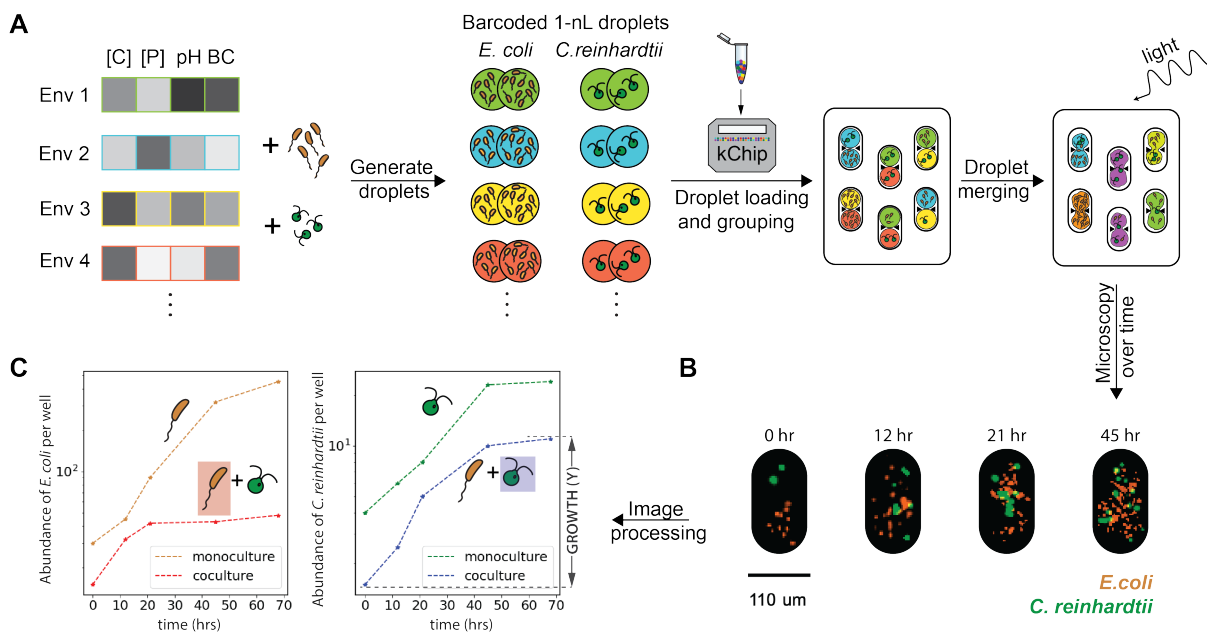 A
[C] [P] pH BC
Env 1
Env 2
Env 3
Env 4
+
+
Generate
droplets
Barcoded 1-nL droplets
E. coli C.reinhardtii
kChip
Droplet loading
and grouping
Droplet
merging
light
Microscopy
over time
B
0 hr 12 hr 21 hr 45 hr
110 um
E.coli
C. reinhardtii
Image
processing
C
Abundance of E. coli per well
10²
+
monoculture
coculture
0 10 20 30 40 50 60 70
time (hrs)
Abundance of C. reinhardtii per well
10¹
+
GROWTH (Y)
monoculture
coculture
0 10 20 30 40 50 60 70
time (hrs)